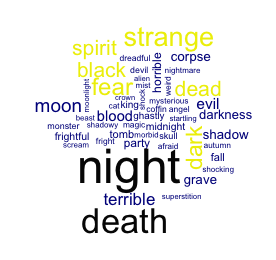 strange
spirit
dreadful
horrible
corpse
black
devil
nightmare
alien
weird
moonlight
fear
mist
dead
shock
crown
moon
cat
king
mysterious
evil
coffin
angel
beast
blood
ghastly
startling
darkness
monster
shadowy
magic
midnight
frightful
tomb
morbid
skull
shadow
scream
fright
party
afraid
dark
autumn
fall
night
shocking
grave
terrible
superstition
death